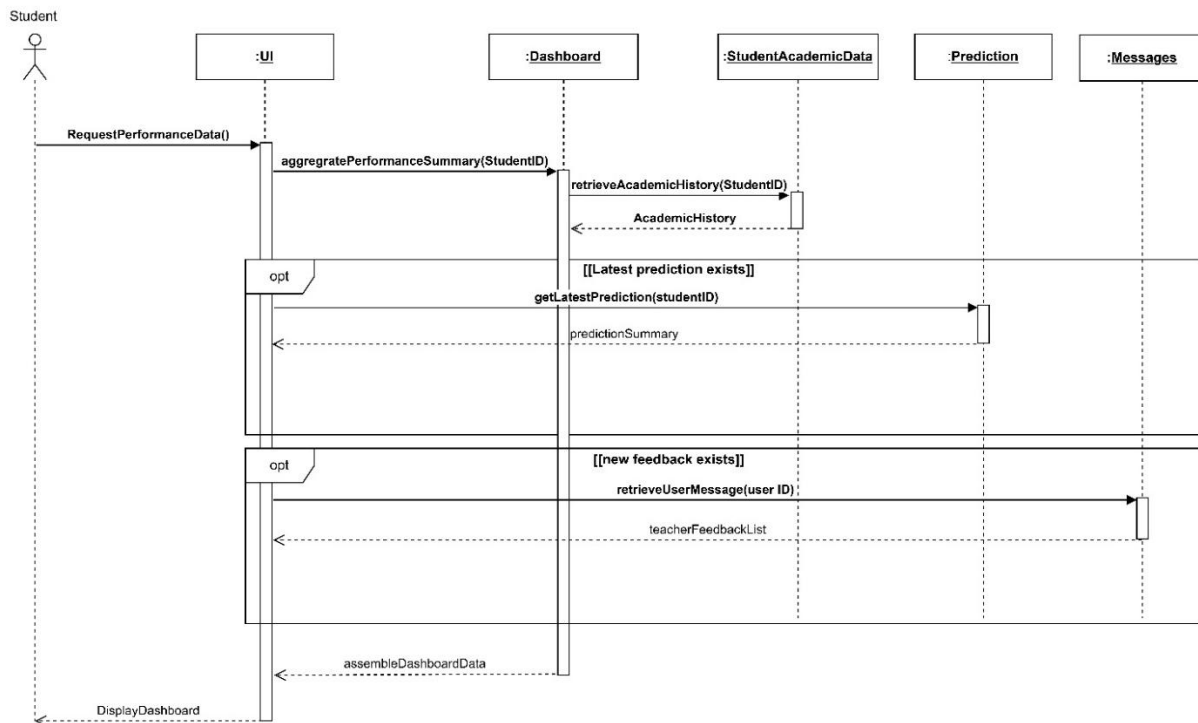 Student
:UI
:Dashboard
:StudentAcademicData
:Prediction
:Messages
RequestPerformanceData()
aggregratePerformanceSummary(StudentID)
retrieveAcademicHistory(StudentID)
AcademicHistory
opt
[[Latest prediction exists]]
getLatestPrediction(studentID)
predictionSummary
opt
[[new feedback exists]]
retrieveUserMessage(user ID)
teacherFeedbackList
assembleDashboardData
DisplayDashboard